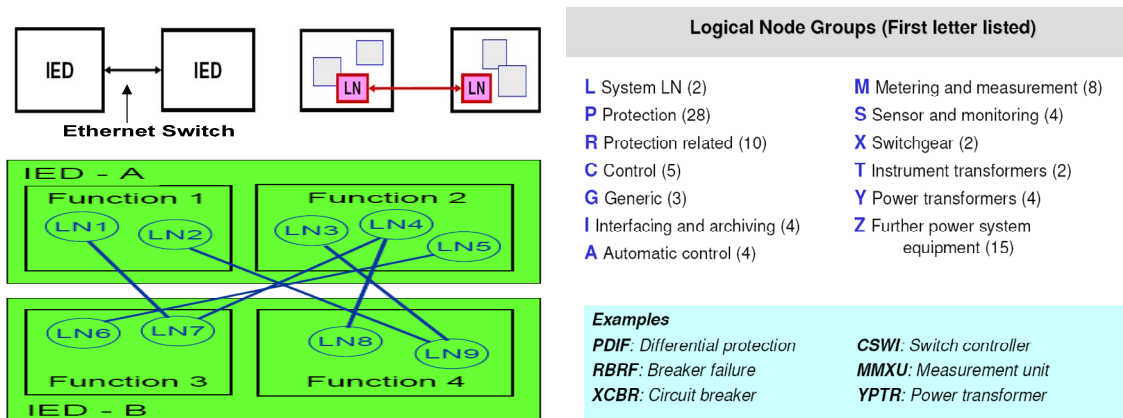 IED
IED
Ethernet Switch
LN
LN
IED - A
Function 1
Function 2
LN1
LN2
LN3
LN4
LN5
LN6
LN7
LN8
LN9
Function 3
Function 4
IED - B
Logical Node Groups (First letter listed)
L System LN (2)
P Protection (28)
R Protection related (10)
C Control (5)
G Generic (3)
I Interfacing and archiving (4)
A Automatic control (4)
M Metering and measurement (8)
S Sensor and monitoring (4)
X Switchgear (2)
T Instrument transformers (2)
Y Power transformers (4)
Z Further power system
equipment (15)
Examples
PDIF: Differential protection
RBRF: Breaker failure
XCBR: Circuit breaker
CSWI: Switch controller
MMXU: Measurement unit
YPTR: Power transformer